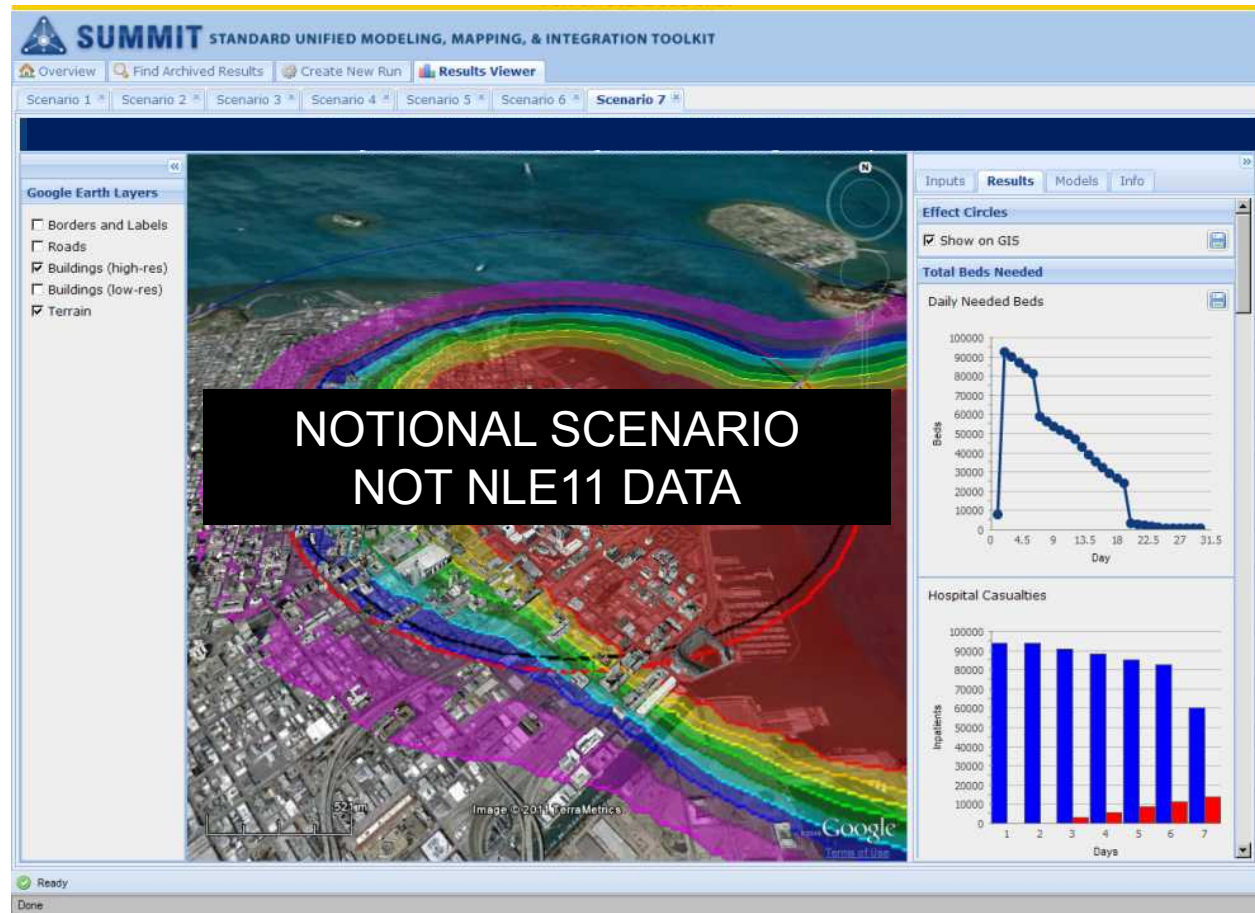 SUMMIT STANDARD UNIFIED MODELING, MAPPING, & INTEGRATION TOOLKIT
Overview Find Archived Results Create New Run Results Viewer
Scenario 1 Scenario 2 Scenario 3 Scenario 4 Scenario 5 Scenario 6 Scenario 7
Google Earth Layers
Borders and Labels
Roads
Buildings (high-res)
Buildings (low-res)
Terrain
N
NOTIONAL SCENARIO
NOT NLE11 DATA
521 m
Image © 2011 TerraMetrics
©2010 Google
Terms of Use
Inputs Results Models Info
Effect Circles
Show on GIS
Total Beds Needed
Daily Needed Beds
100000
90000
80000
70000
60000
50000
40000
30000
20000
10000
0
Beds
0 4.5 9 13.5 18 22.5 27 31.5
Day
Hospital Casualties
100000
90000
80000
70000
60000
50000
40000
30000
20000
10000
0
Inpatients
1 2 3 4 5 6 7
Days
Ready
Done